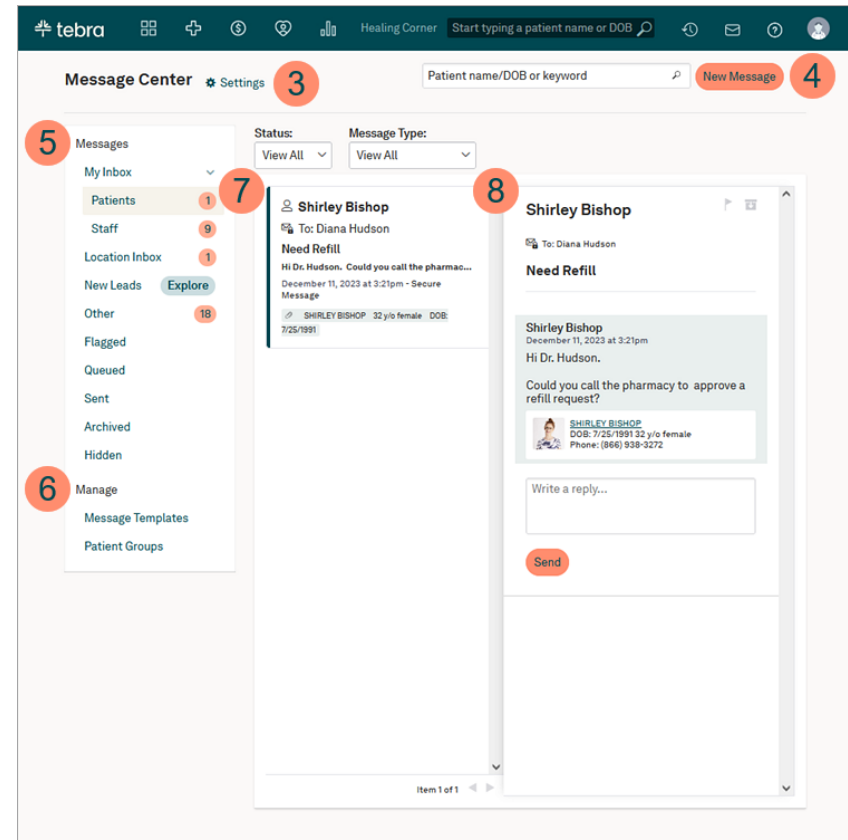 tebra
Healing Corner
Start typing a patient name or DOB
Message Center
Settings
3
Patient name/DOB or keyword
New Message
4
5
Messages
My Inbox
Patients 1
Staff 9
Location Inbox 1
New Leads Explore
Other 18
Flagged
Queued
Sent
Archived
Hidden
6
Manage
Message Templates
Patient Groups
Status:
View All
Message Type:
View All
7
Shirley Bishop
To: Diana Hudson
Need Refill
Hi Dr. Hudson. Could you call the pharmac...
December 11, 2023 at 3:21pm - Secure
Message
SHIRLEY BISHOP 32 y/o female DOB:
7/25/1991
Item 1 of 1
8
Shirley Bishop
To: Diana Hudson
Need Refill
Shirley Bishop
December 11, 2023 at 3:21pm
Hi Dr. Hudson.
Could you call the pharmacy to approve a
refill request?
SHIRLEY BISHOP
DOB: 7/25/1991 32 y/o female
Phone: (866) 938-3272
Write a reply...
Send